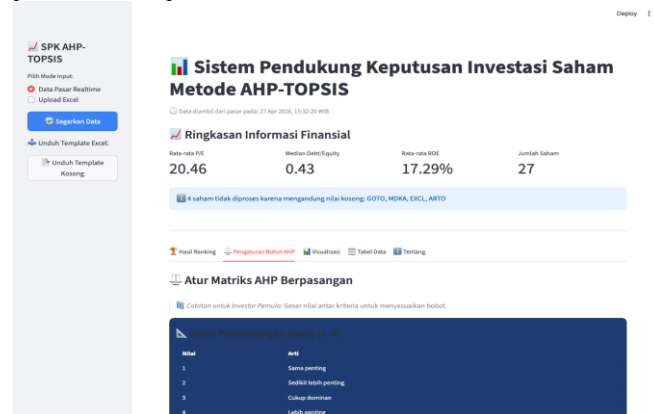 Deploy
SPK AHP-
TOPSIS
Pilih Mode Input:
Data Pasar Realtime
Upload Excel
Segarkan Data
Unduh Template Excel:
Unduh Template
Kosong
Sistem Pendukung Keputusan Investasi Saham
Metode AHP-TOPSIS
Data diambil dari pasar pada: 27 Apr 2026, 15:32:20 WIB
Ringkasan Informasi Finansial
Rata-rata P/E
Median Debt/Equity
Rata-rata ROE
Jumlah Saham
20.46
0.43
17.29%
27
4 saham tidak diproses karena mengandung nilai kosong: GOTO, MDKA, EXCL, ARTO
Hasil Ranking
Pengaturan Bobot AHP
Visualisasi
Tabel Data
Tentang
Atur Matriks AHP Berpasangan
untuk Investor Pemula: Geser nilai antar kriteria untuk menyesuaikan bobot.
Nilai
Arti
1
Sama penting
2
Sedikit lebih penting
3
Cukup dominan
4
Lebih penting